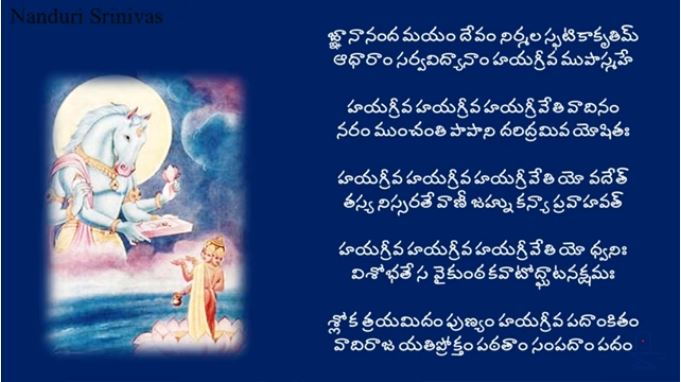 Nanduri Srinivas
జ్ఞానానంద మయం దేవం నిర్మల స్ఫటికాకృతిమ్
ఆధారాం సర్వవిద్యానాం హయగ్రీవ ముపాస్మహే
హయగ్రీవ హయగ్రీవ హయగ్రీవేతి వాదినం
నరం ముంచంతి పాపాని దరిద్రమివ యోషితః
హయగ్రీవ హయగ్రీవ హయగ్రీవేతి యో వదేత్
తస్య నిస్సరతే వాణీ జహ్ను కన్యా ప్రవాహవత్
హయగ్రీవ హయగ్రీవ హయగ్రీవేతి యో ధ్వనిః
విశోభతే స వైకుంఠ కవాటోద్ఘాటనక్షమః
శ్లోక త్రయమిదం పుణ్యం హయగ్రీవ పదాంకితం
వాదిరాజ యతిప్రోక్తం పఠతాం సంపదాం పదం